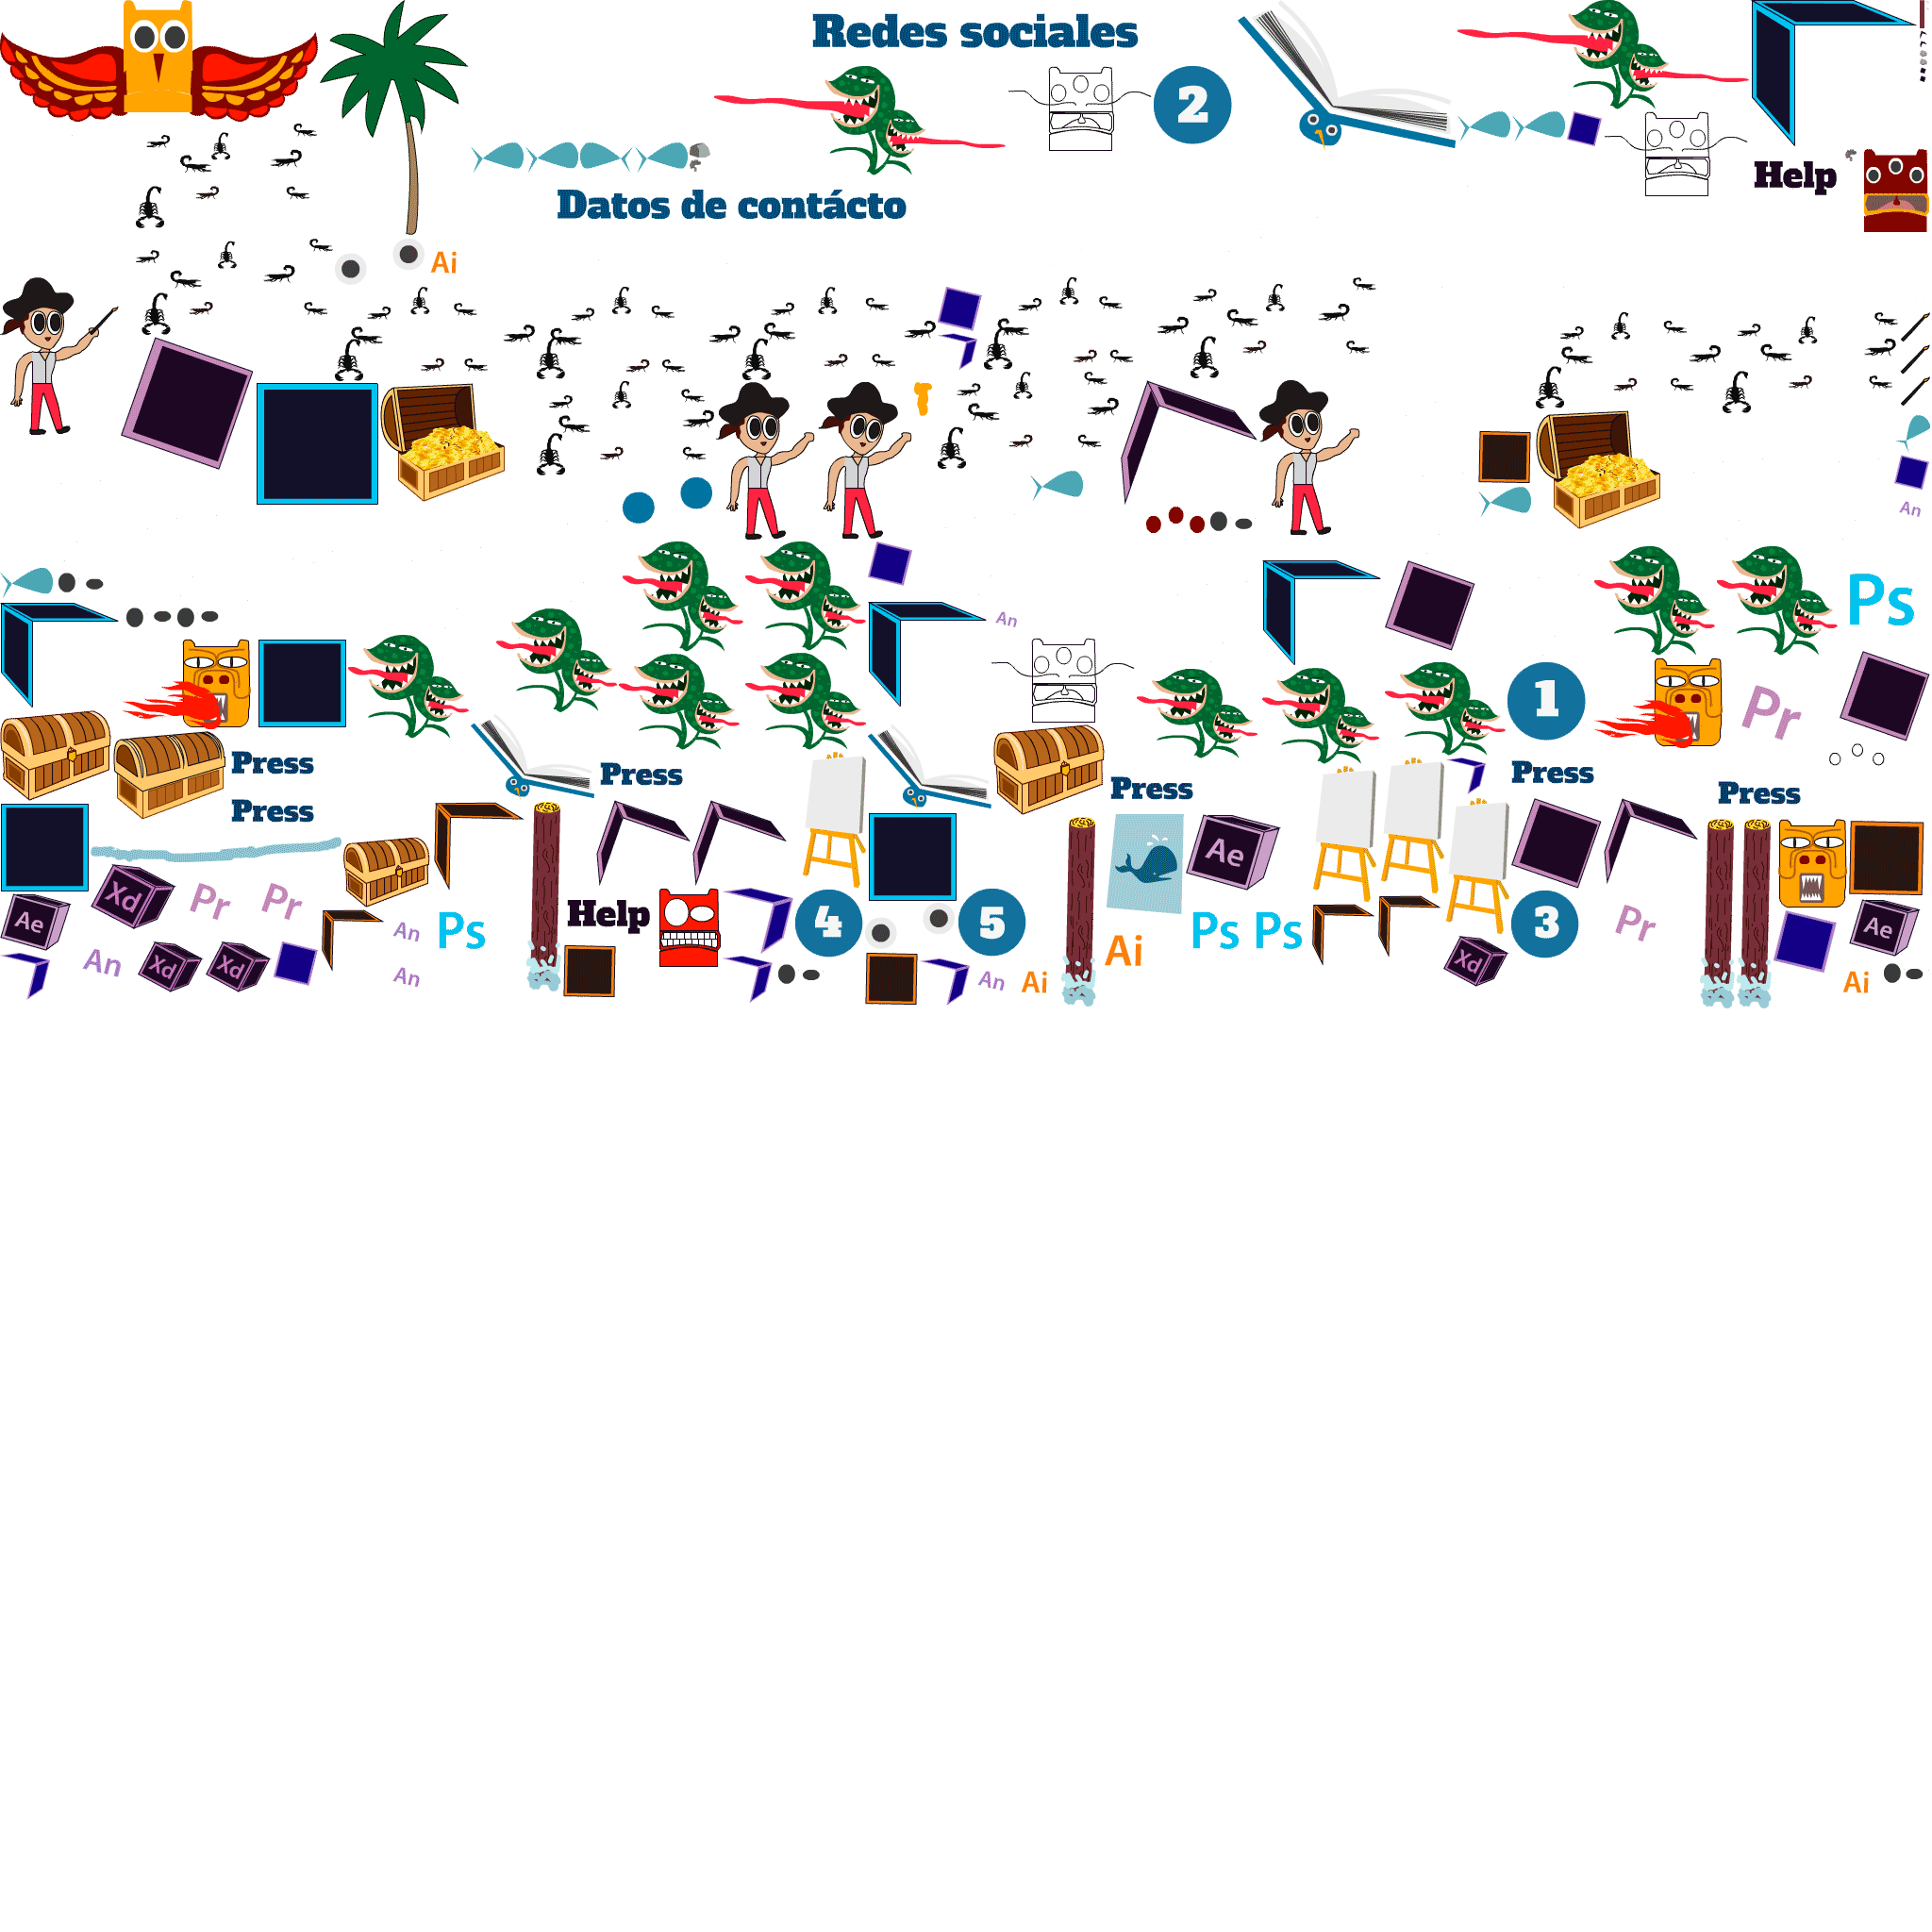 Redes sociales
2
Help
Datos de contácto
Ai
An
Ps
An
1
Pr
Press
Press
Press
Press
Press
Press
Ae
Xd
Pr
Pr
Ae
An
Ps
Help
4
5
Ai
Ps
Ps
3
Pr
Ae
An
Xd
Xd
An
An
Ai
Xd
Ai